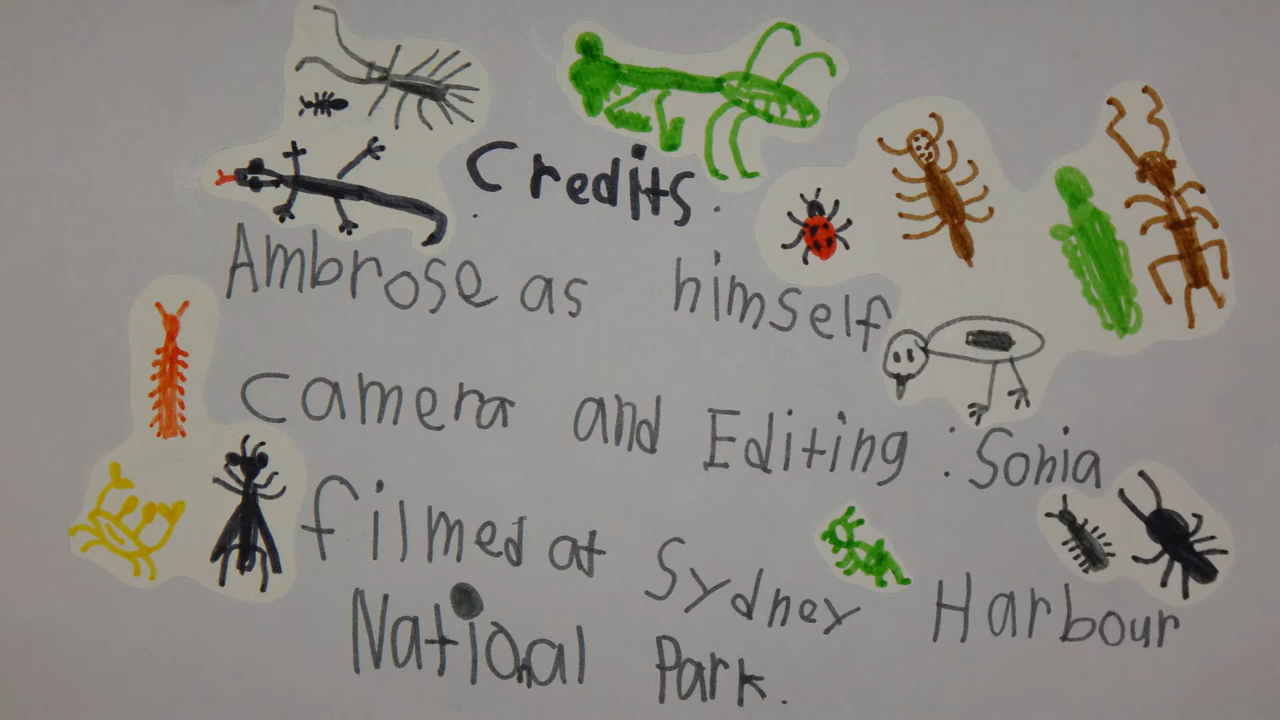 Credits.
Ambrose as himself
camera and Editing : Sonia
filmed at Sydney Harbour
National Park.